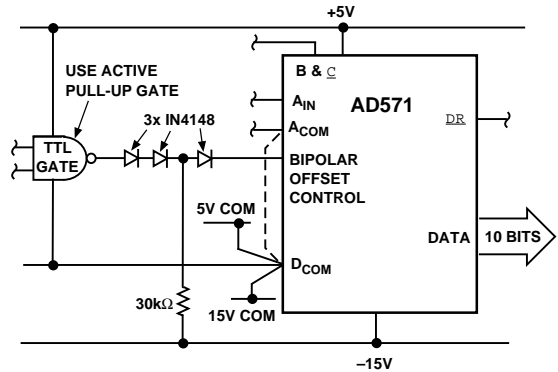 +5V
USE ACTIVE
PULL-UP GATE
B & C
AD571
3x IN4148
AIN
ACOM
DR
TTL
GATE
BIPOLAR
OFFSET
CONTROL
5V COM
DATA
10 BITS
DCOM
30kΩ
15V COM
–15V